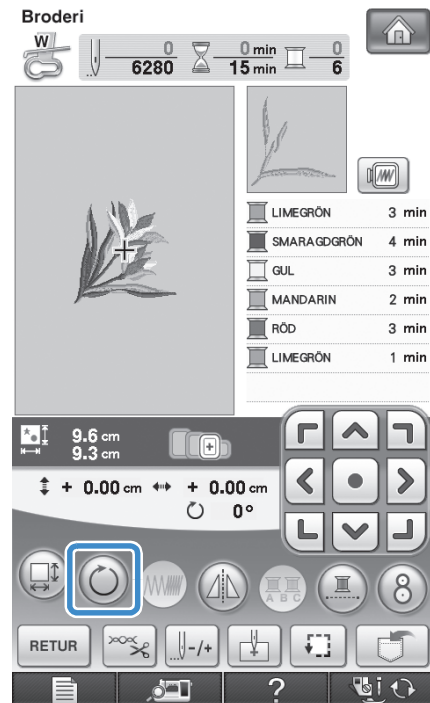 Broderi
W
0 0 min 0
6280 15 min 6
LIMEGRÖN 3 min
SMARAGDGRÖN 4 min
GUL 3 min
MANDARIN 2 min
RÖD 3 min
LIMEGRÖN 1 min
9.6 cm
9.3 cm
+ 0.00 cm + 0.00 cm
0°
A B C
8
RETUR
-/+
?